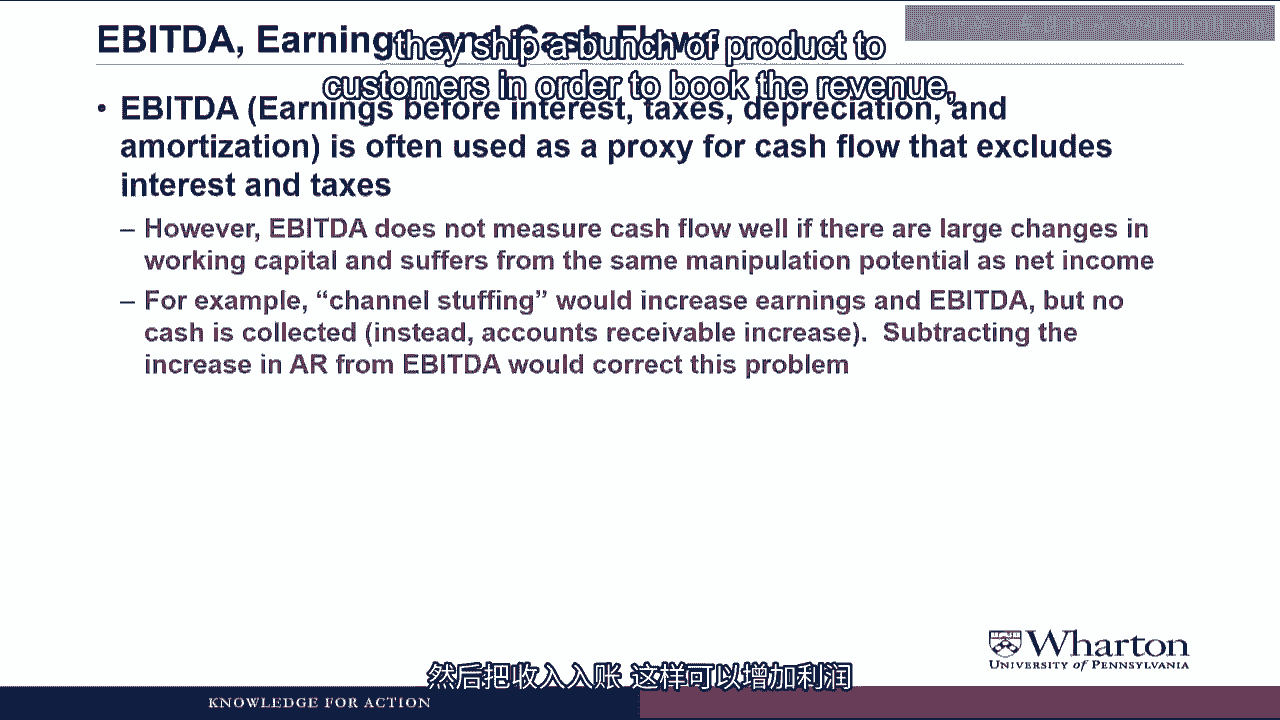 EBITDA, Earnings, and Cash Flows
they ship a bunch of product to
customers in order to book the revenue,
• EBITDA (Earnings before interest, taxes, depreciation, and
amortization) is often used as a proxy for cash flow that excludes
interest and taxes
– However, EBITDA does not measure cash flow well if there are large changes in
working capital and suffers from the same manipulation potential as net income
– For example, “channel stuffing” would increase earnings and EBITDA, but no
cash is collected (instead, accounts receivable increase). Subtracting the
increase in AR from EBITDA would correct this problem
Wharton
UNIVERSITY of PENNSYLVANIA
然后把收入入账 这样可以增加利润
KNOWLEDGE FOR ACTION